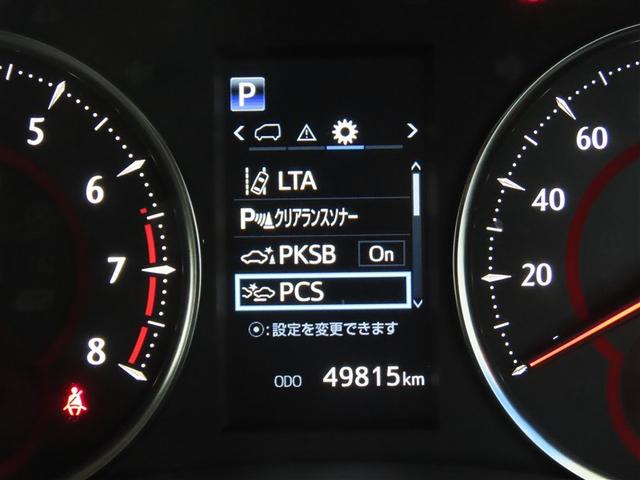 P
LTA
P クリアランスソナー
PKSB On
PCS
:設定を変更できます
ODO 49815km
5
6
7
8
60
40
20